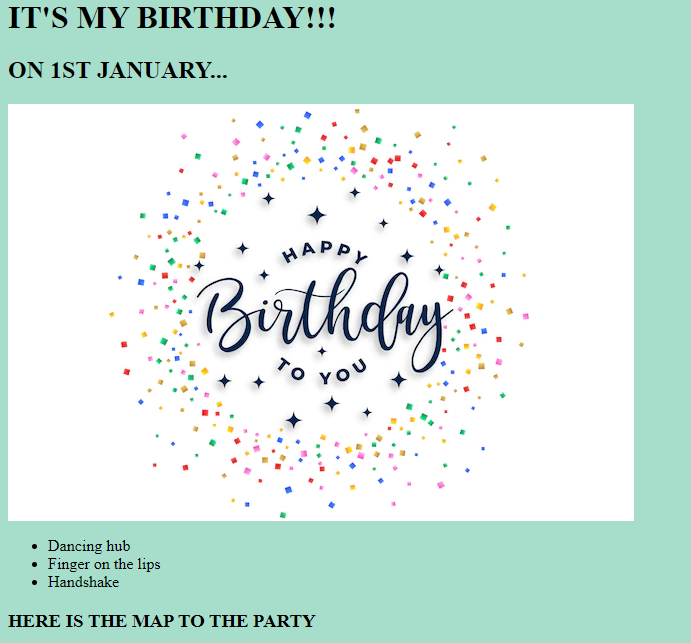 IT'S MY BIRTHDAY!!!
ON 1ST JANUARY...
HAPPY
Birthday
TO YOU
Dancing hub
Finger on the lips
Handshake
HERE IS THE MAP TO THE PARTY